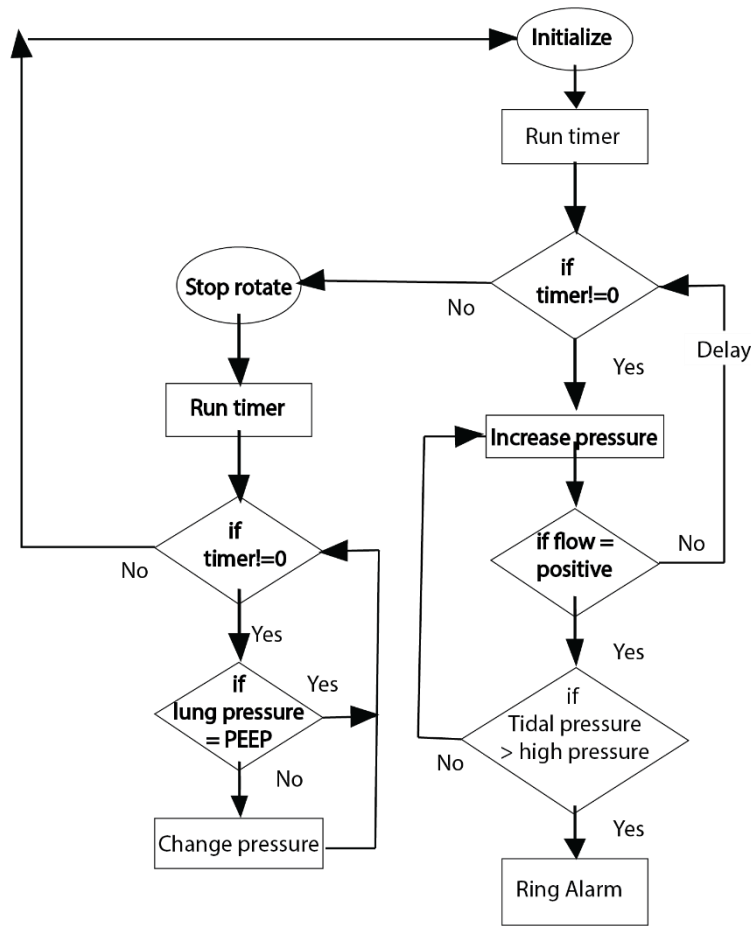 Initialize
Run timer
if
timer!=0
No
Yes
Delay
Stop rotate
Run timer
if
timer!=0
No
Yes
if
lung pressure
= PEEP
Yes
No
Change pressure
Increase pressure
if flow =
positive
No
Yes
if
Tidal pressure
> high pressure
No
Yes
Ring Alarm